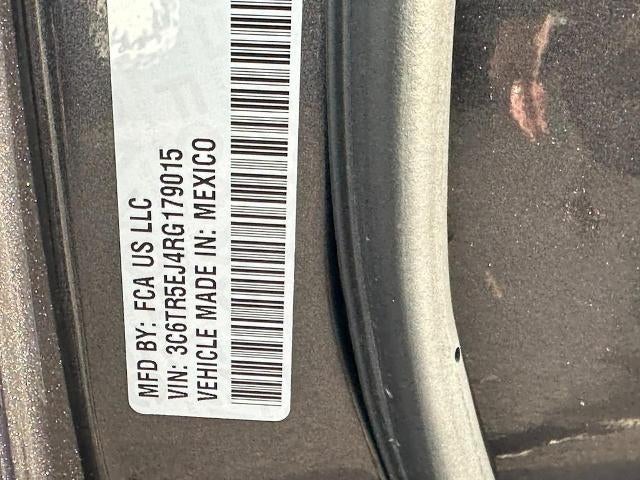 MFD BY: FCA US LLC
VIN: 3C6TR5EJ4RG179015
VEHICLE MADE IN: MEXICO